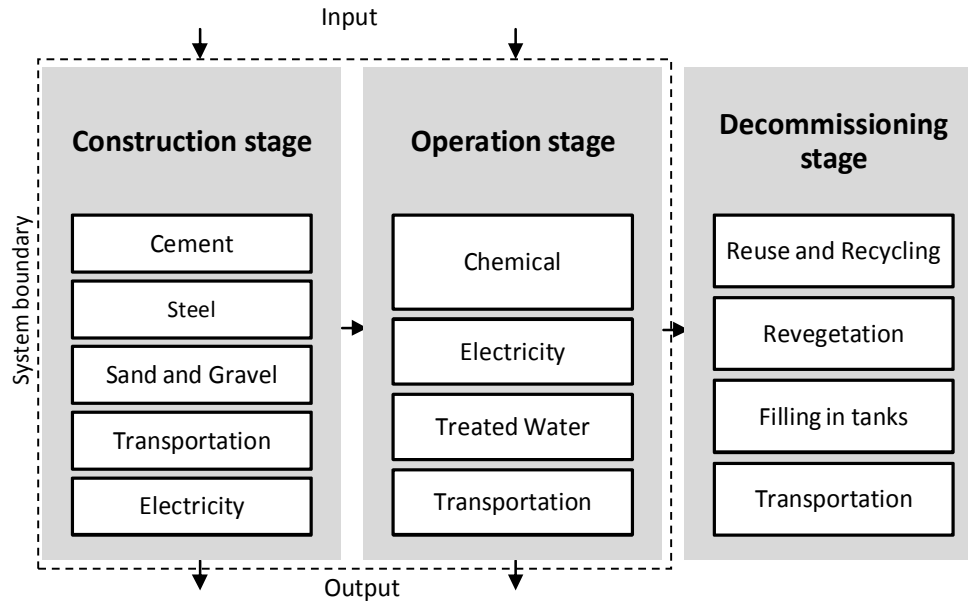 Input
System boundary
Construction stage
Cement
Steel
Sand and Gravel
Transportation
Electricity
Operation stage
Chemical
Electricity
Treated Water
Transportation
Decommissioning
stage
Reuse and Recycling
Revegetation
Filling in tanks
Transportation
Output